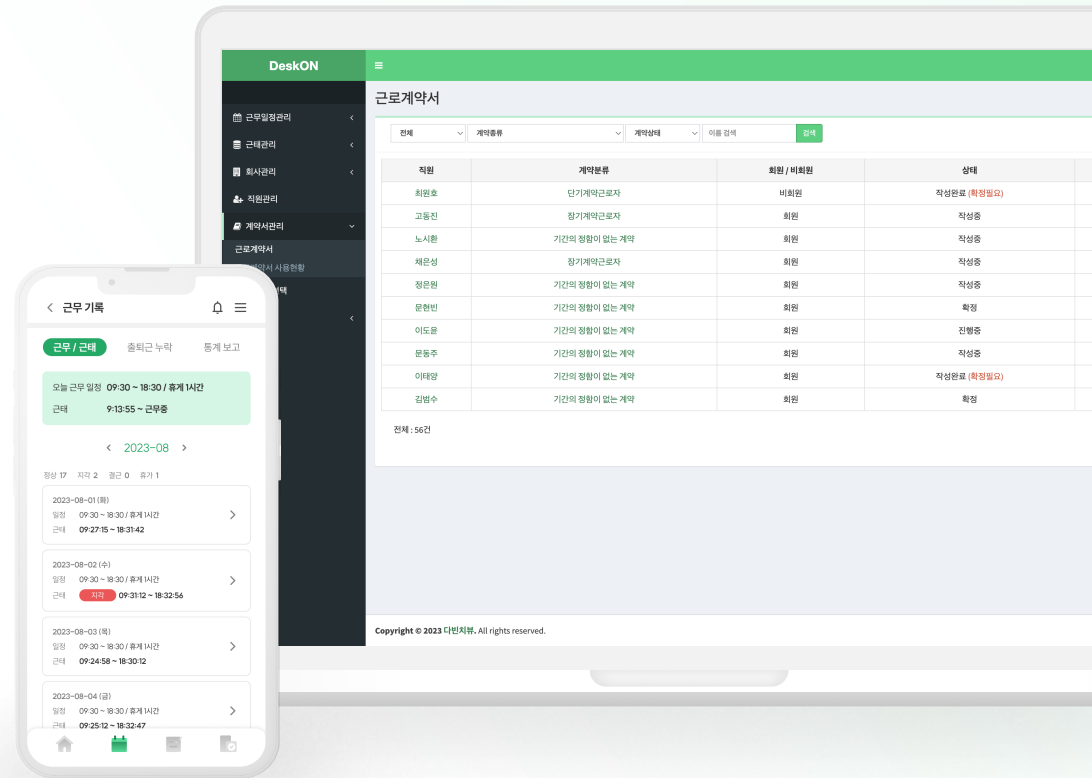 DeskON
근로계약서
근무일정관리
근태관리
회사관리
직원관리
계약서관리
근로계약서
계약서 사용현황
전체 계약종류 계약상태 이름 검색 검색
직원 계약분류 회원 / 비회원 상태
최원호 단기계약근로자 비회원 작성완료 (확정필요)
고동진 장기계약근로자 회원 작성중
노시환 기간의 정함이 없는 계약 회원 작성중
채은성 장기계약근로자 회원 작성중
정은원 기간의 정함이 없는 계약 회원 작성중
문현빈 기간의 정함이 없는 계약 회원 확정
이도윤 기간의 정함이 없는 계약 회원 진행중
문동주 기간의 정함이 없는 계약 회원 작성중
이태양 기간의 정함이 없는 계약 회원 작성완료 (확정필요)
김범수 기간의 정함이 없는 계약 회원 확정
전체 : 56건
Copyright © 2023 다빈치뷰. All rights reserved.
근무 기록
근무 / 근태 출퇴근 누락 통계 보고
오늘 근무 일정 09:30 ~ 18:30 / 휴게 1시간
근태 9:13:55 ~ 근무중
2023-08
정상 17 지각 2 결근 0 휴가 1
2023-08-01 (화)
일정 09:30 ~ 18:30 / 휴게 1시간
근태 09:27:15 ~ 18:31:42
2023-08-02 (수)
일정 09:30 ~ 18:30 / 휴게 1시간
근태 지각 09:31:12 ~ 18:32:56
2023-08-03 (목)
일정 09:30 ~ 18:30 / 휴게 1시간
근태 09:24:58 ~ 18:30:12
2023-08-04 (금)
일정 09:30 ~ 18:30 / 휴게 1시간
근태 09:25:12 ~ 18:32:47